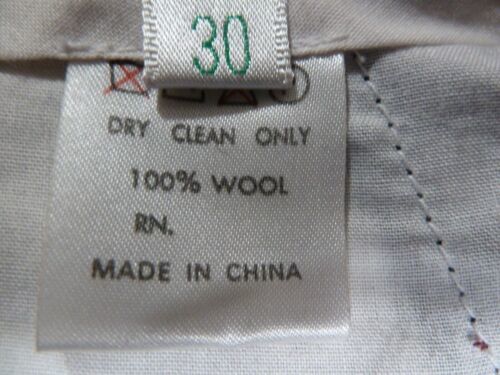 30
DRY CLEAN ONLY
100% WOOL
RN.
MADE IN CHINA